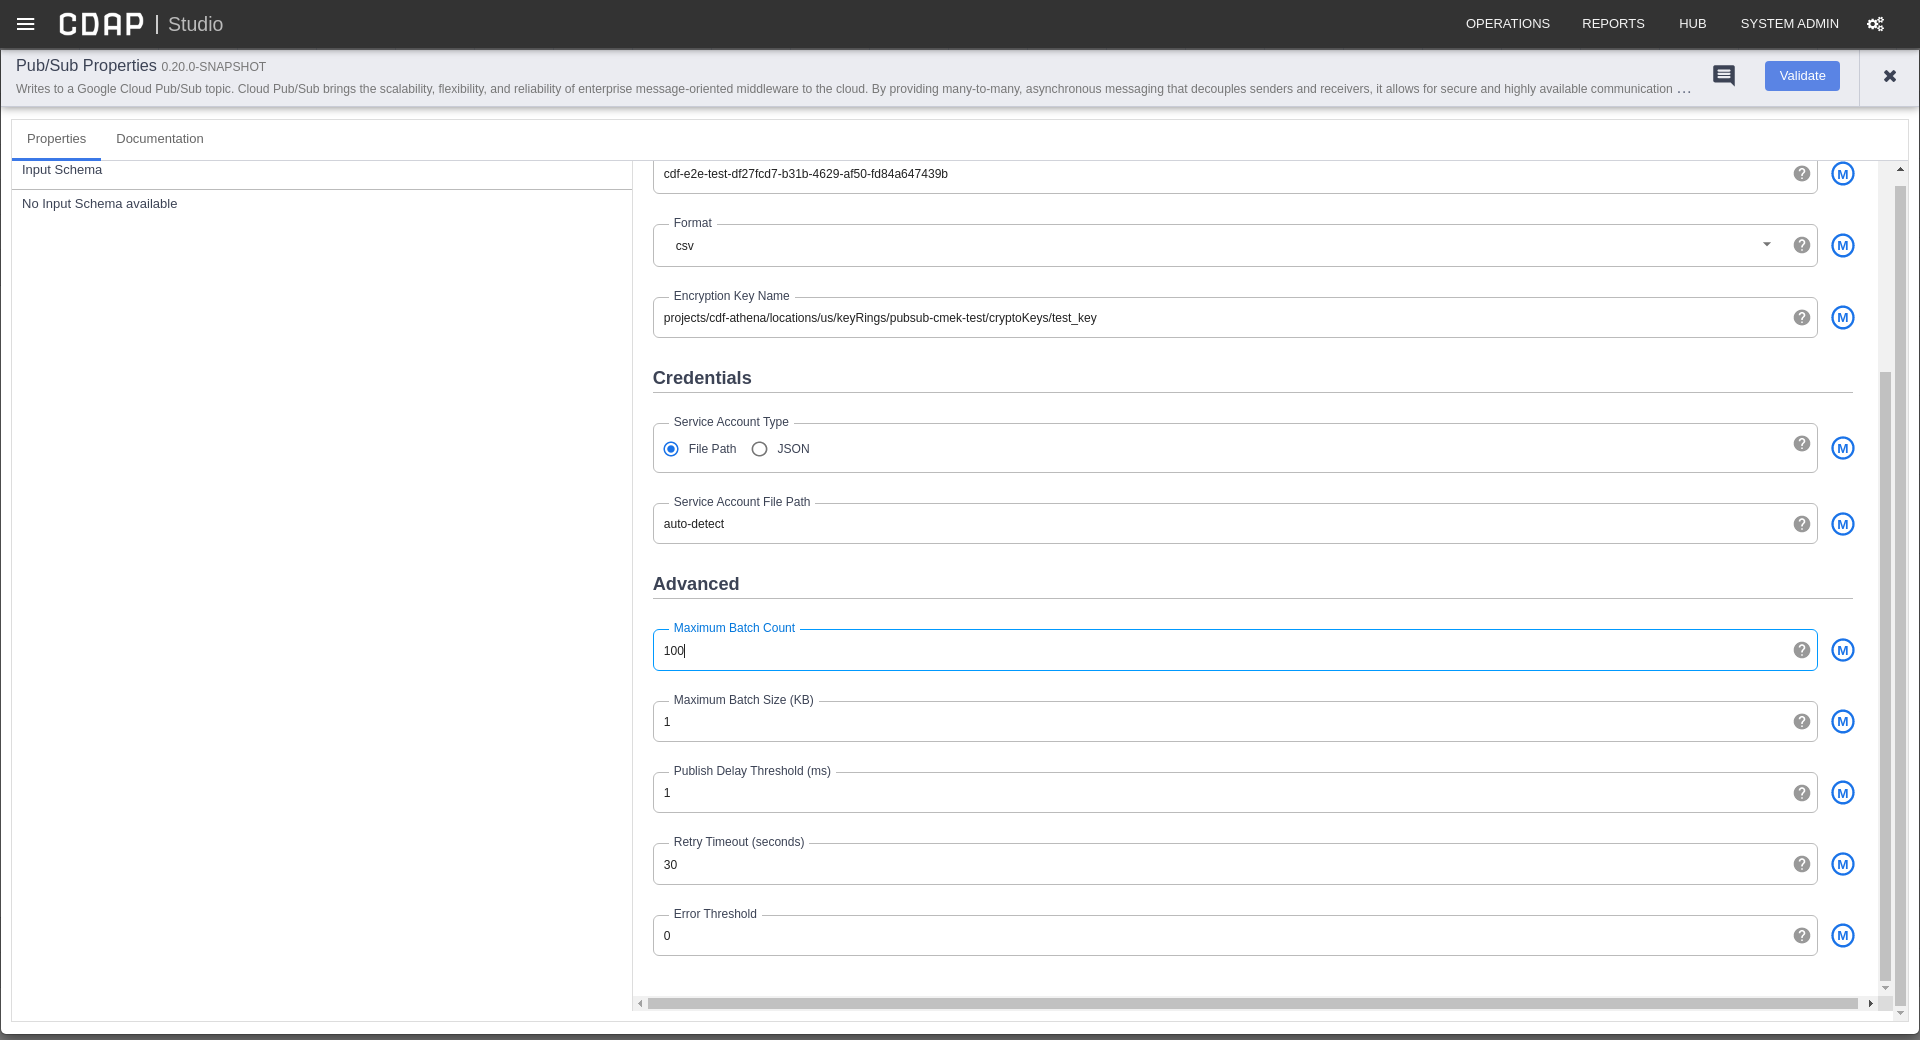 CDAP | Studio
OPERATIONS REPORTS HUB SYSTEM ADMIN
Pub/Sub Properties 0.20.0-SNAPSHOT
Writes to a Google Cloud Pub/Sub topic. Cloud Pub/Sub brings the scalability, flexibility, and reliability of enterprise message-oriented middleware to the cloud. By providing many-to-many, asynchronous messaging that decouples senders and receivers, it allows for secure and highly available communication ...
Validate
Properties Documentation
Input Schema
No Input Schema available
cdf-e2e-test-df27fcd7-b31b-4629-af50-fd84a647439b
? M
Format
csv
? M
Encryption Key Name
projects/cdf-athena/locations/us/keyRings/pubsub-cmek-test/cryptoKeys/test_key
? M
Credentials
Service Account Type
File Path JSON
? M
Service Account File Path
auto-detect
? M
Advanced
Maximum Batch Count
100
? M
Maximum Batch Size (KB)
1
? M
Publish Delay Threshold (ms)
1
? M
Retry Timeout (seconds)
30
? M
Error Threshold
0
? M